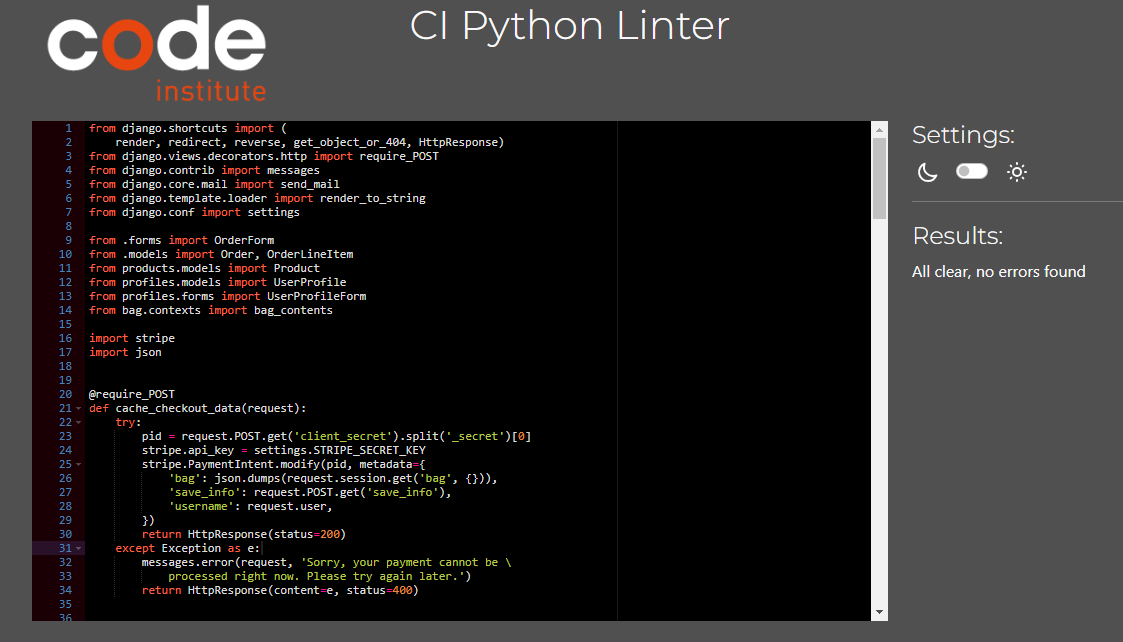 code
institute
CI Python Linter
1 from django.shortcuts import (
2     render, redirect, reverse, get_object_or_404, HttpResponse)
3 from django.views.decorators.http import require_POST
4 from django.contrib import messages
5 from django.core.mail import send_mail
6 from django.template.loader import render_to_string
7 from django.conf import settings
8
9 from .forms import OrderForm
10 from .models import Order, OrderLineItem
11 from products.models import Product
12 from profiles.models import UserProfile
13 from profiles.forms import UserProfileForm
14 from bag.contexts import bag_contents
15
16 import stripe
17 import json
18
19
20 @require_POST
21 def cache_checkout_data(request):
22     try:
23         pid = request.POST.get('client_secret').split('_secret')[0]
24         stripe.api_key = settings.STRIPE_SECRET_KEY
25         stripe.PaymentIntent.modify(pid, metadata={
26             'bag': json.dumps(request.session.get('bag', {})),
27             'save_info': request.POST.get('save_info'),
28             'username': request.user,
29         })
30         return HttpResponse(status=200)
31     except Exception as e:
32         messages.error(request, 'Sorry, your payment cannot be \
33             processed right now. Please try again later.')
34         return HttpResponse(content=e, status=400)
35
36
Settings:
Results:
All clear, no errors found